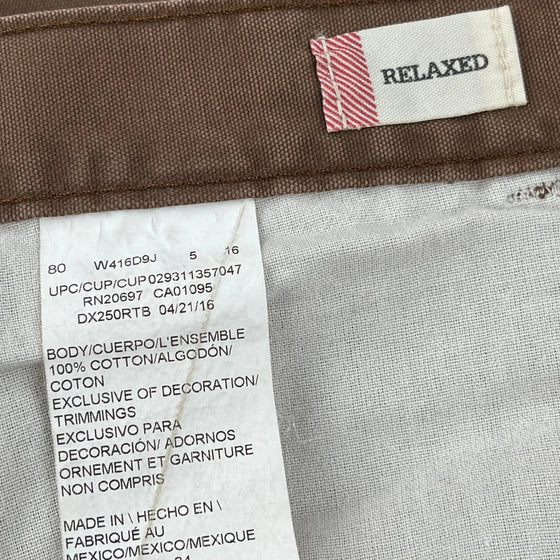 RELAXED
80 W416D9J 5 16
UPC/CUP/CUP029311357047
RN20697 CA01095
DX250RTB 04/21/16
BODY/CUERPO/L'ENSEMBLE
100% COTTON/ALGODÓN/
COTON
EXCLUSIVE OF DECORATION/
TRIMMINGS
EXCLUSIVO PARA
DECORACIÓN/ ADORNOS
ORNEMENT ET GARNITURE
NON COMPRIS
MADE IN \ HECHO EN \
FABRIQUÉ AU
MEXICO/MEXICO/MEXIQUE